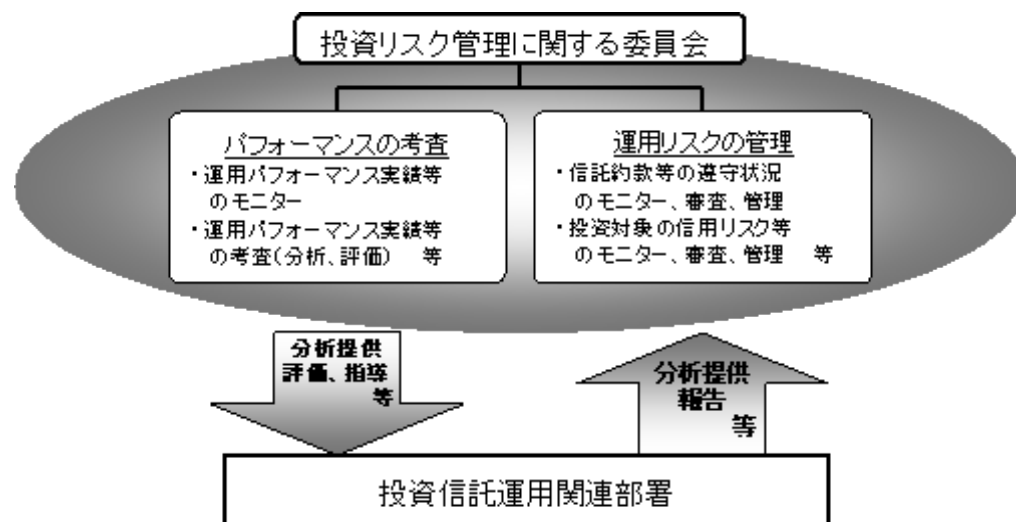 投資リスク管理に関する委員会
パフォーマンスの考査
・運用パフォーマンス実績等
のモニター
・運用パフォーマンス実績等
の考査(分析、評価) 等
運用リスクの管理
・信託約款等の遵守状況
のモニター、審査、管理
・投資対象の信用リスク等
のモニター、審査、管理 等
分析提供
評価、指導
等
分析提供
報告
等
投資信託運用関連部署